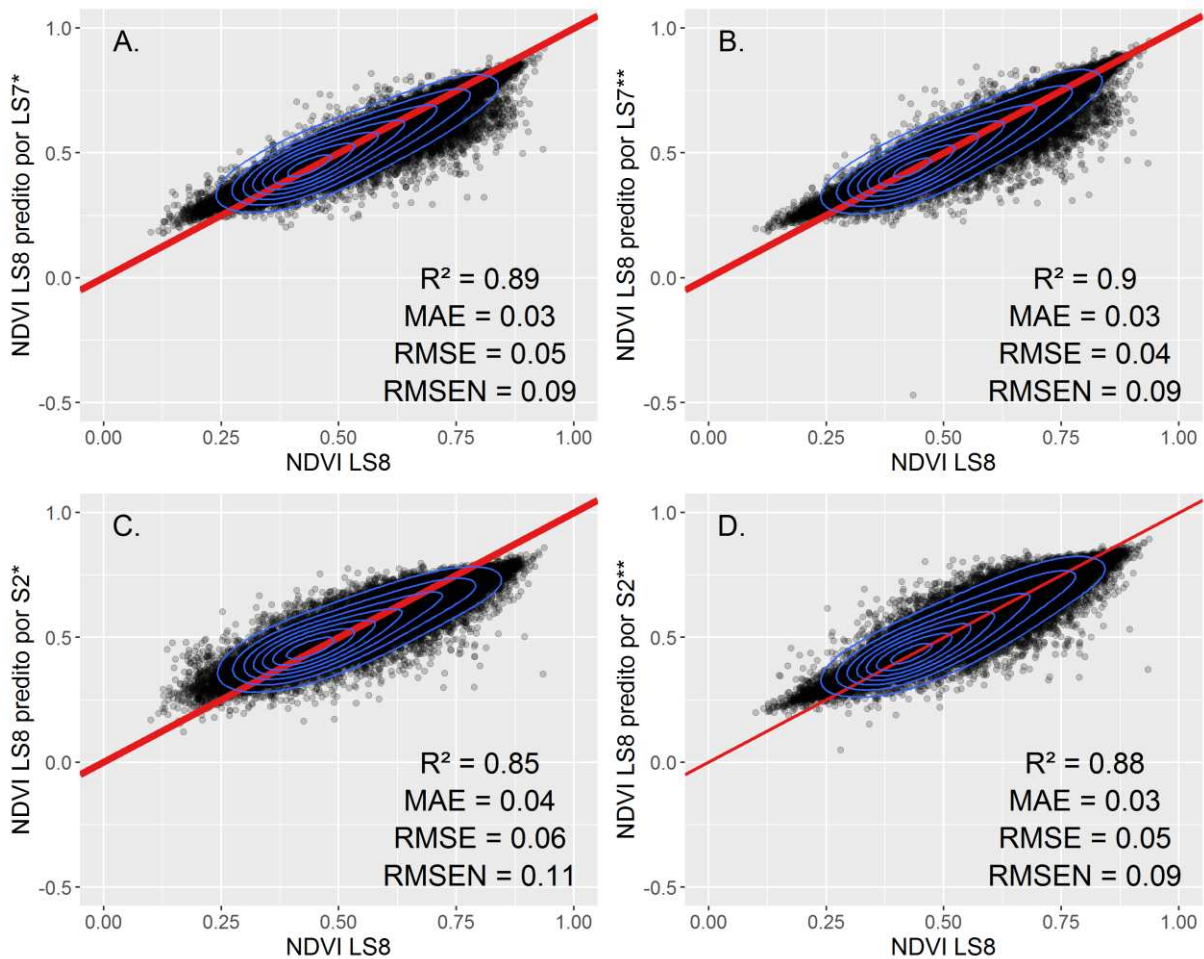 A.
NDVI LS8 predito por LS7*
1.0
0.5
0.0
-0.5
R² = 0.89
MAE = 0.03
RMSE = 0.05
RMSEN = 0.09
0.00 0.25 0.50 0.75 1.00
NDVI LS8
B.
NDVI LS8 predito por LS7**
1.0
0.5
0.0
-0.5
R² = 0.9
MAE = 0.03
RMSE = 0.04
RMSEN = 0.09
0.00 0.25 0.50 0.75 1.00
NDVI LS8
C.
NDVI LS8 predito por S2*
1.0
0.5
0.0
-0.5
R² = 0.85
MAE = 0.04
RMSE = 0.06
RMSEN = 0.11
0.00 0.25 0.50 0.75 1.00
NDVI LS8
D.
NDVI LS8 predito por S2**
1.0
0.5
0.0
-0.5
R² = 0.88
MAE = 0.03
RMSE = 0.05
RMSEN = 0.09
0.00 0.25 0.50 0.75 1.00
NDVI LS8